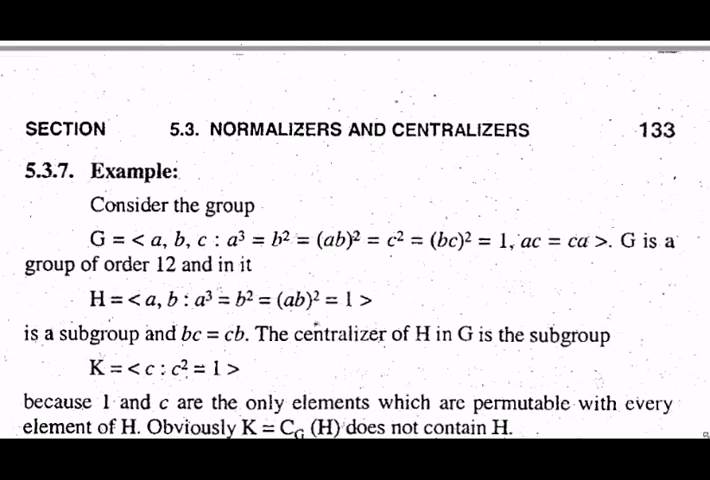 SECTION 5.3. NORMALIZERS AND CENTRALIZERS 133
5.3.7. Example:
Consider the group
G = < a, b, c : a³ = b² = (ab)² = c² = (bc)² = 1, ac = ca >. G is a
group of order 12 and in it
H = < a, b : a³ = b² = (ab)² = 1 >
is a subgroup and bc = cb. The centralizer of H in G is the subgroup
K = < c : c² = 1 >
because 1 and c are the only elements which are permutable with every
element of H. Obviously K = C_G (H) does not contain H.